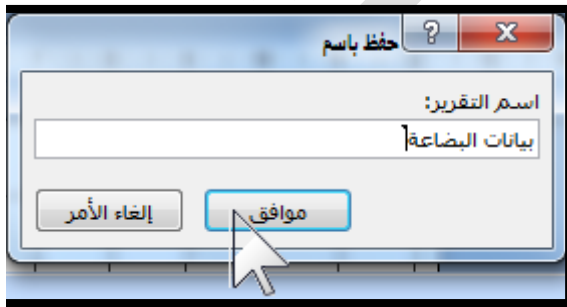 حفظ باسم
اسم التقرير:
بيانات البضاعة
موافق
إلغاء الأمر